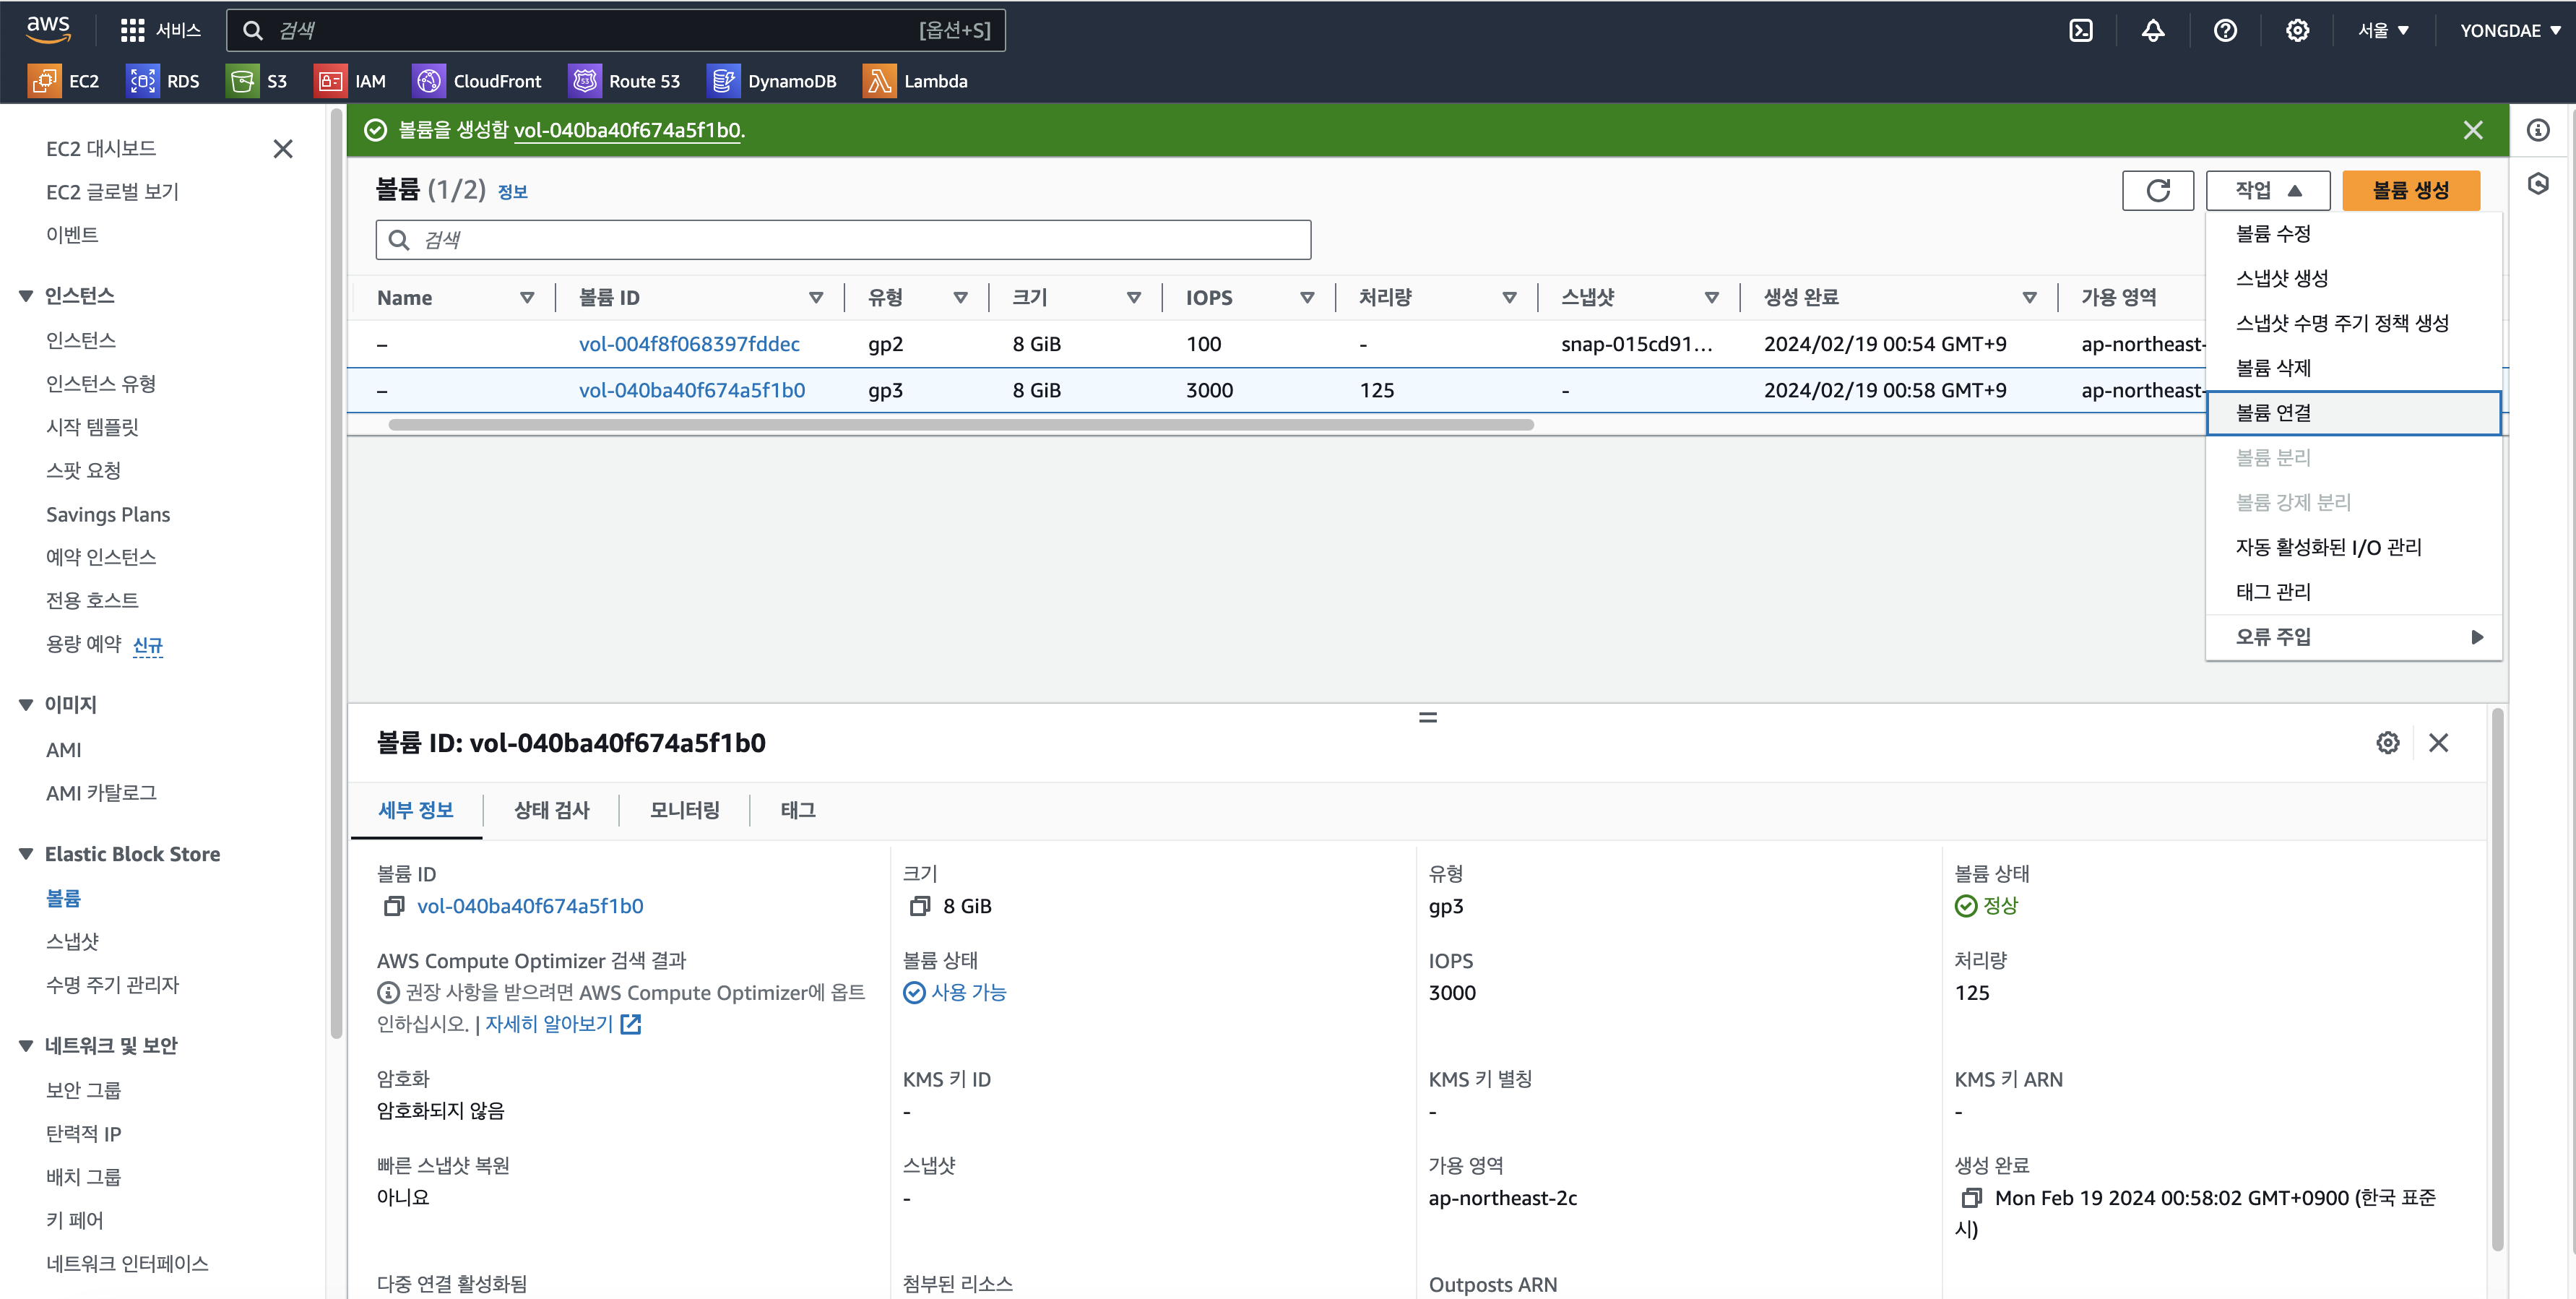 aws
서비스
검색
[옵션+S]
서울
YONGDAE
EC2
RDS
S3
IAM
CloudFront
Route 53
DynamoDB
Lambda
EC2 대시보드
EC2 글로벌 보기
이벤트
인스턴스
인스턴스
인스턴스 유형
시작 템플릿
스팟 요청
Savings Plans
예약 인스턴스
전용 호스트
용량 예약 신규
이미지
AMI
AMI 카탈로그
Elastic Block Store
볼륨
스냅샷
수명 주기 관리자
네트워크 및 보안
보안 그룹
탄력적 IP
배치 그룹
키 페어
네트워크 인터페이스
볼륨을 생성함 vol-040ba40f674a5f1b0.
볼륨 (1/2) 정보
작업
볼륨 생성
검색
Name 볼륨 ID 유형 크기 IOPS 처리량 스냅샷 생성 완료 가용 영역
– vol-004f8f068397fddec gp2 8 GiB 100 - snap-015cd91... 2024/02/19 00:54 GMT+9 ap-northeast-
– vol-040ba40f674a5f1b0 gp3 8 GiB 3000 125 - 2024/02/19 00:58 GMT+9 ap-northeast-
볼륨 수정
스냅샷 생성
스냅샷 수명 주기 정책 생성
볼륨 삭제
볼륨 연결
볼륨 분리
볼륨 강제 분리
자동 활성화된 I/O 관리
태그 관리
오류 주입
볼륨 ID: vol-040ba40f674a5f1b0
세부 정보
상태 검사
모니터링
태그
볼륨 ID
vol-040ba40f674a5f1b0
크기
8 GiB
유형
gp3
볼륨 상태
정상
AWS Compute Optimizer 검색 결과
권장 사항을 받으려면 AWS Compute Optimizer에 옵트
인하십시오. | 자세히 알아보기
볼륨 상태
사용 가능
IOPS
3000
처리량
125
암호화
암호화되지 않음
KMS 키 ID
-
KMS 키 별칭
-
KMS 키 ARN
-
빠른 스냅샷 복원
아니요
스냅샷
-
가용 영역
ap-northeast-2c
생성 완료
Mon Feb 19 2024 00:58:02 GMT+0900 (한국 표준
시)
다중 연결 활성화됨
첨부된 리소스
Outposts ARN